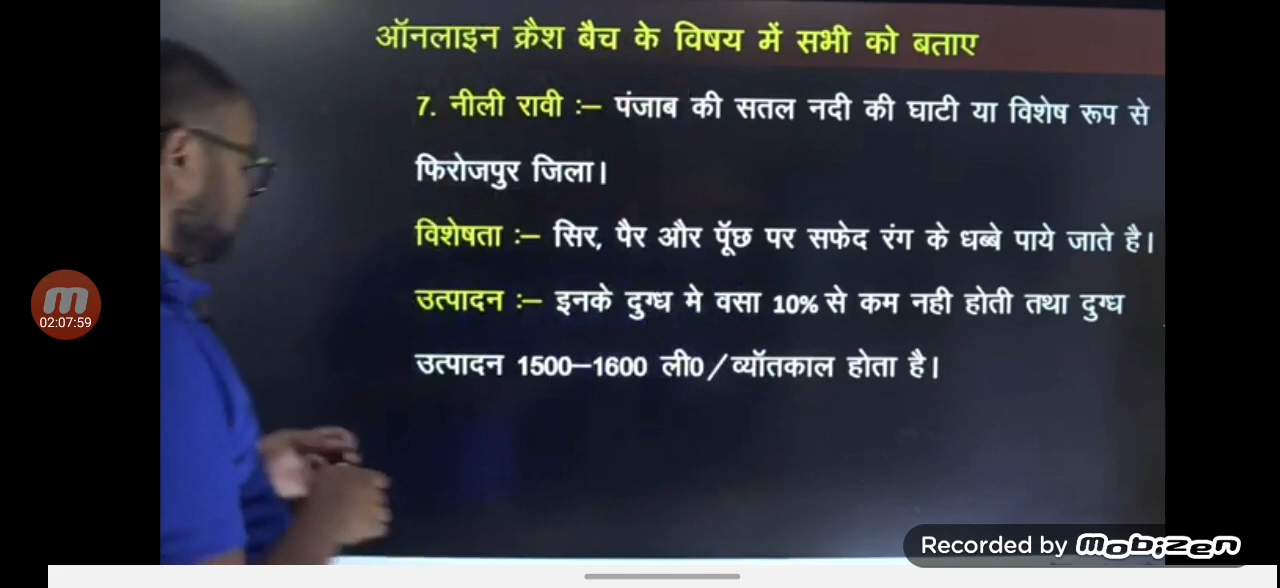 ऑनलाइन क्रैश बैच के विषय में सभी को बताए
7. नीली रावी :– पंजाब की सतल नदी की घाटी या विशेष रूप से
फिरोजपुर जिला।
विशेषता :– सिर, पैर और पूॅंछ पर सफेद रंग के धब्बे पाये जाते है।
उत्पादन :– इनके दुग्ध मे वसा 10% से कम नही होती तथा दुग्ध
उत्पादन 1500–1600 ली0/व्यॉतकाल होता है।
02:07:59
Recorded by Mobizen